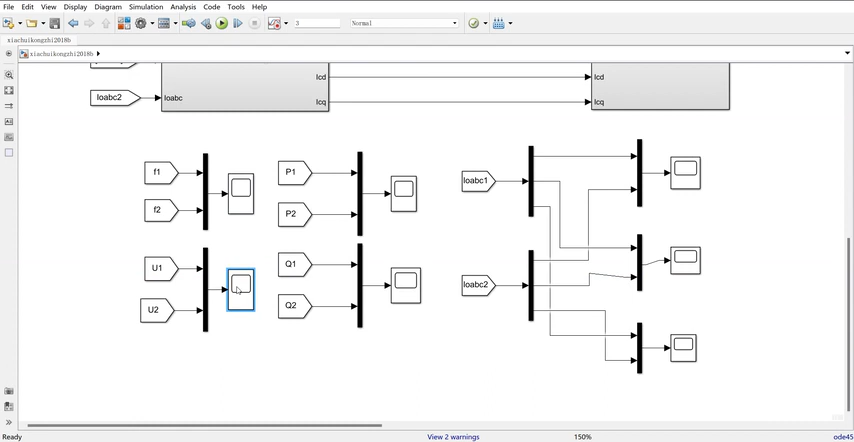 File Edit View Display Diagram Simulation Analysis Code Tools Help
3 Normal
xiachuikongzhi2018b
xiachuikongzhi2018b
Icd Icd
Ioabc2 Ioabc Icq Icq
f1 P1 Ioabc1
f2 P2
U1 Q1 Ioabc2
U2 Q2
Ready View 2 warnings 150% ode45